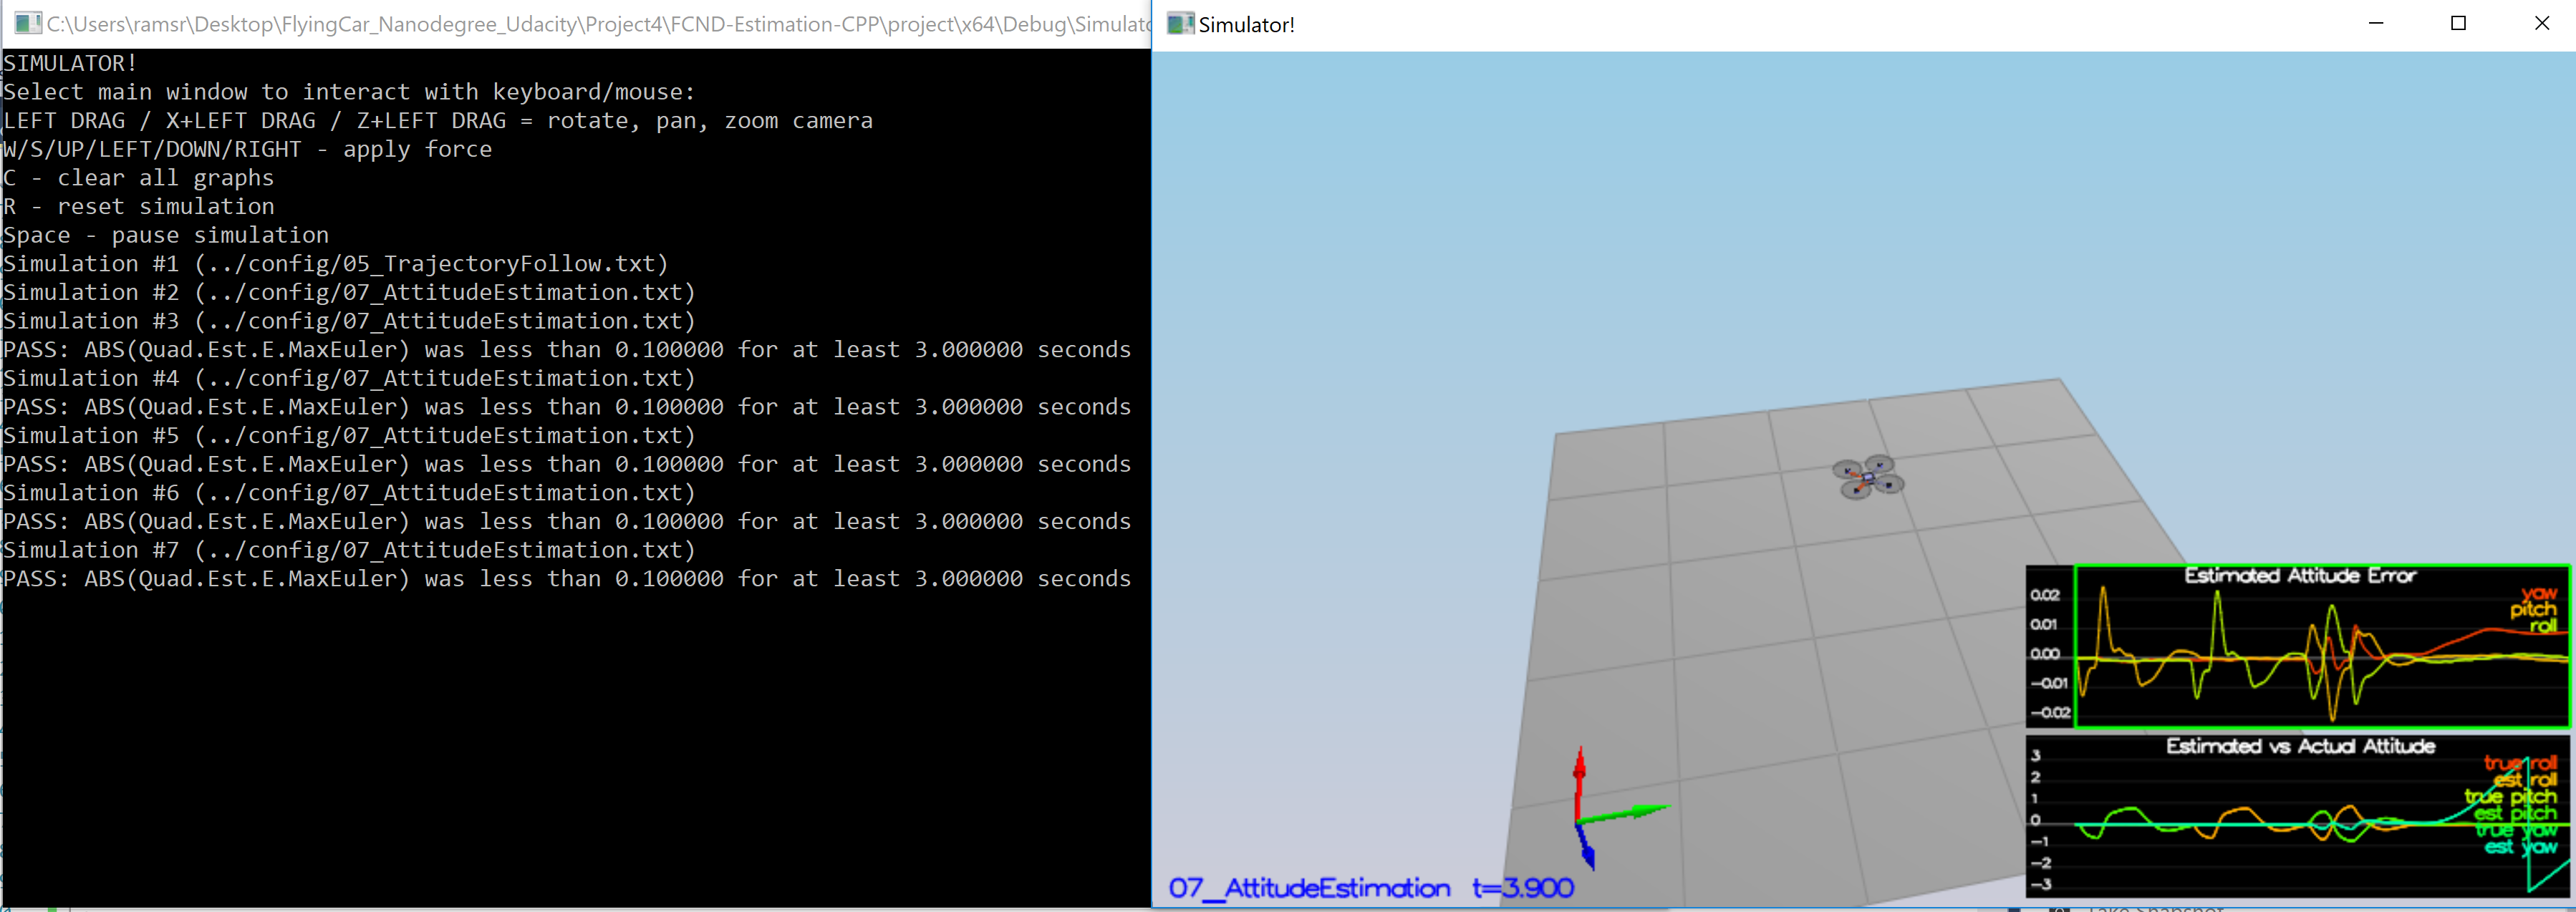 C:\Users\ramsr\Desktop\FlyingCar_Nanodegree_Udacity\Project4\FCND-Estimation-CPP\project\x64\Debug\Simulato
SIMULATOR!
Select main window to interact with keyboard/mouse:
LEFT DRAG / X+LEFT DRAG / Z+LEFT DRAG = rotate, pan, zoom camera
W/S/UP/LEFT/DOWN/RIGHT - apply force
C - clear all graphs
R - reset simulation
Space - pause simulation
Simulation #1 (../config/05_TrajectoryFollow.txt)
Simulation #2 (../config/07_AttitudeEstimation.txt)
Simulation #3 (../config/07_AttitudeEstimation.txt)
PASS: ABS(Quad.Est.E.MaxEuler) was less than 0.100000 for at least 3.000000 seconds
Simulation #4 (../config/07_AttitudeEstimation.txt)
PASS: ABS(Quad.Est.E.MaxEuler) was less than 0.100000 for at least 3.000000 seconds
Simulation #5 (../config/07_AttitudeEstimation.txt)
PASS: ABS(Quad.Est.E.MaxEuler) was less than 0.100000 for at least 3.000000 seconds
Simulation #6 (../config/07_AttitudeEstimation.txt)
PASS: ABS(Quad.Est.E.MaxEuler) was less than 0.100000 for at least 3.000000 seconds
Simulation #7 (../config/07_AttitudeEstimation.txt)
PASS: ABS(Quad.Est.E.MaxEuler) was less than 0.100000 for at least 3.000000 seconds
Simulator!
Estimated Attitude Error
0.02
0.01
0.00
-0.01
-0.02
yaw
pitch
roll
Estimated vs Actual Attitude
3
2
1
0
-1
-2
-3
true roll
est roll
true pitch
est pitch
true yaw
est yaw
07_AttitudeEstimation t=3.900